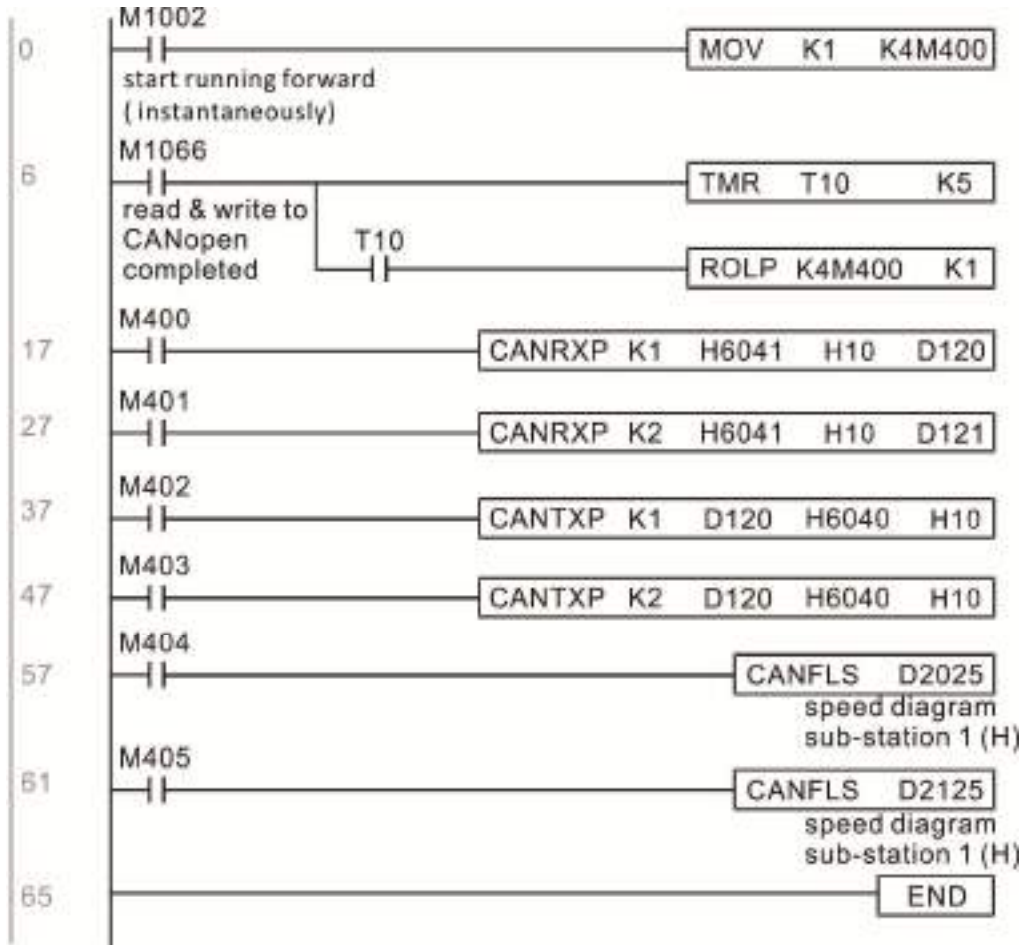 M1002
0 MOV K1 K4M400
start running forward
( instantaneously)
M1066
6 TMR T10 K5
read & write to
CANopen T10
completed ROLP K4M400 K1
M400
17 CANRXP K1 H6041 H10 D120
M401
27 CANRXP K2 H6041 H10 D121
M402
37 CANTXP K1 D120 H6040 H10
M403
47 CANTXP K2 D120 H6040 H10
M404
57 CANFLS D2025
speed diagram
sub-station 1 (H)
M405
61 CANFLS D2125
speed diagram
sub-station 1 (H)
65 END